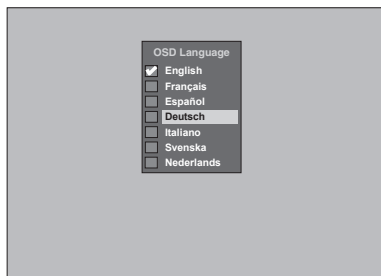 OSD Language
English
Français
Español
Deutsch
Italiano
Svenska
Nederlands